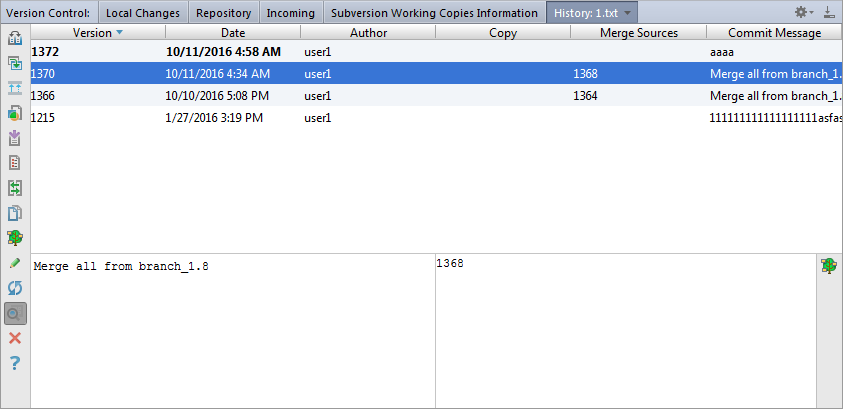 Version Control: Local Changes Repository Incoming Subversion Working Copies Information History: 1.txt
Version Date Author Copy Merge Sources Commit Message
1372 10/11/2016 4:58 AM user1 aaaa
1370 10/11/2016 4:34 AM user1 1368 Merge all from branch_1.
1366 10/10/2016 5:08 PM user1 1364 Merge all from branch_1.
1215 1/27/2016 3:19 PM user1 111111111111111111asfas
Merge all from branch_1.8 1368